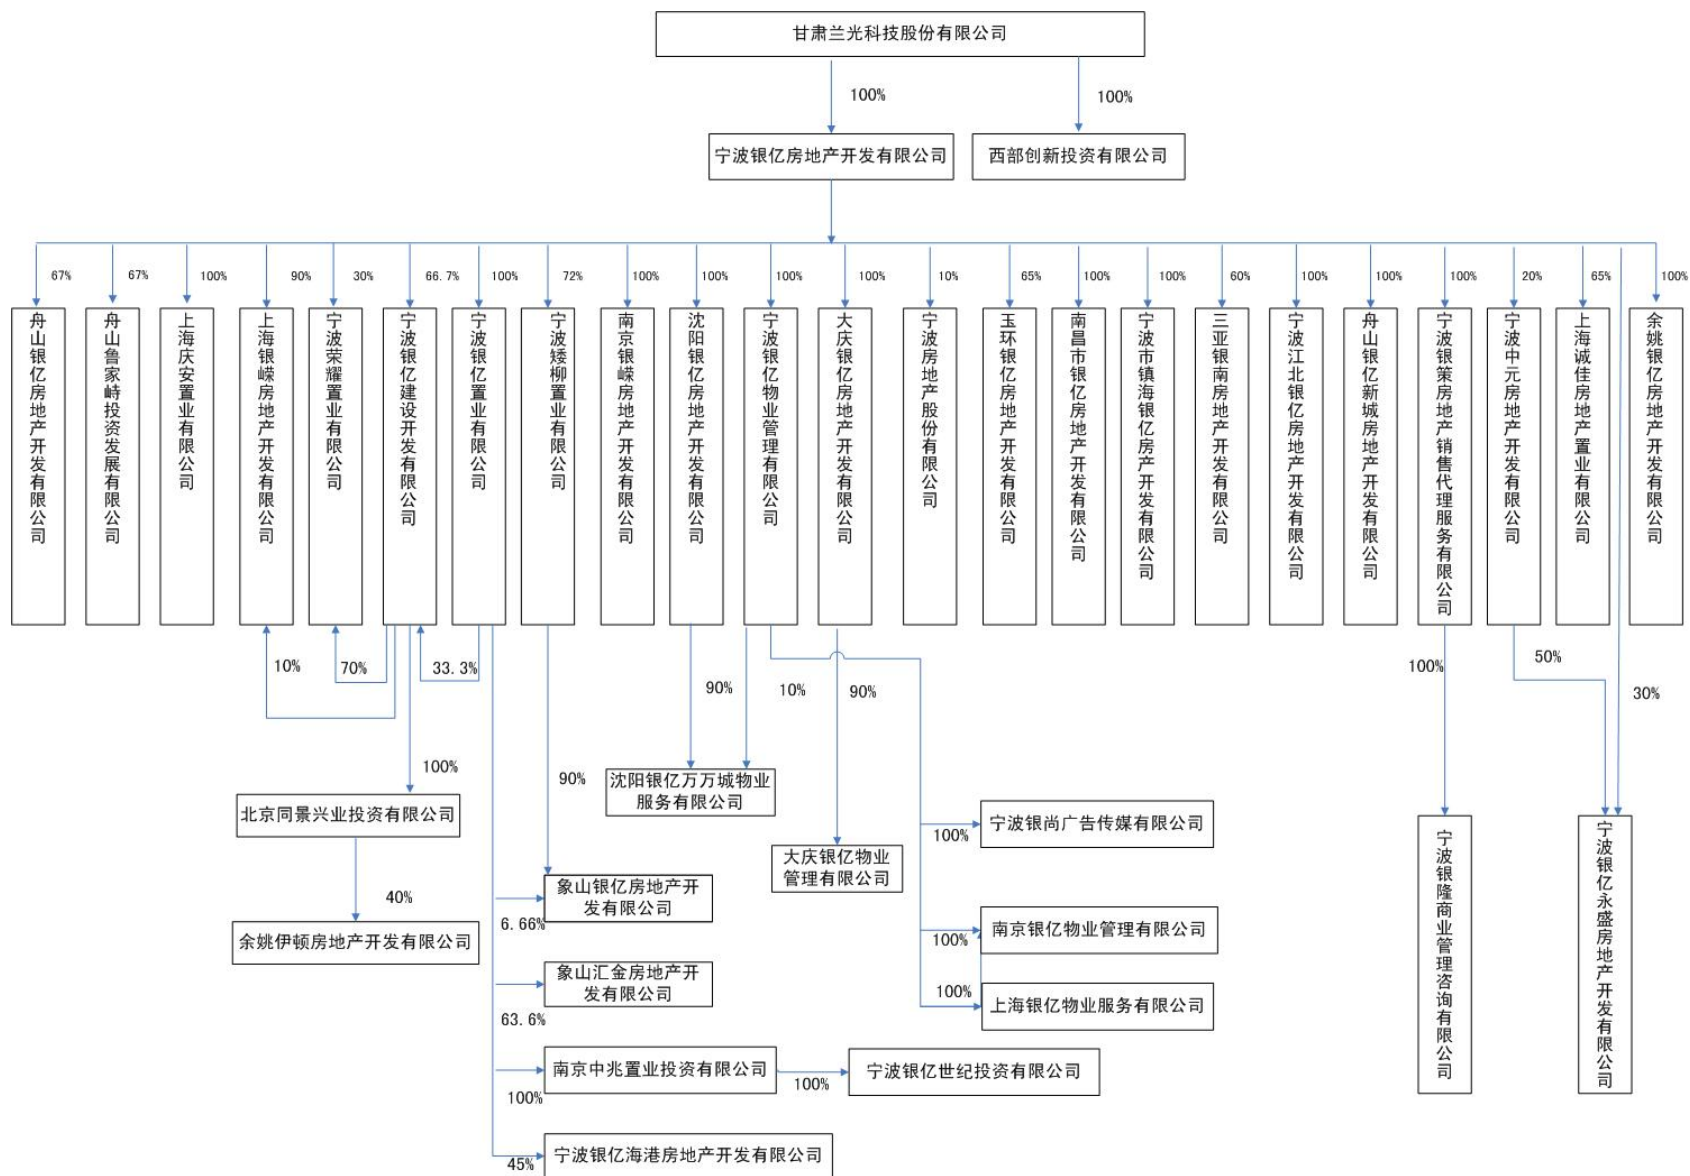 甘肃兰光科技股份有限公司
100%
100%
宁波银亿房地产开发有限公司
西部创新投资有限公司
67%
67%
100%
90%
30%
66.7%
100%
72%
100%
100%
100%
100%
10%
65%
100%
100%
60%
100%
100%
100%
20%
65%
100%
舟山银亿房地产开发有限公司
舟山鲁家峙投资发展有限公司
上海庆安置业有限公司
上海银嵘房地产开发有限公司
宁波荣耀置业有限公司
宁波银亿建设开发有限公司
宁波银亿置业有限公司
宁波矮柳置业有限公司
南京银嵘房地产开发有限公司
沈阳银亿房地产开发有限公司
宁波银亿物业管理有限公司
大庆银亿房地产开发有限公司
宁波房地产股份有限公司
玉环银亿房地产开发有限公司
南昌市银亿房地产开发有限公司
宁波市镇海银亿房产开发有限公司
三亚银南房地产开发有限公司
宁波江北银亿房地产开发有限公司
舟山银亿新城房地产开发有限公司
宁波银策房地产销售代理服务有限公司
宁波中元房地产开发有限公司
上海诚佳房地产置业有限公司
余姚银亿房地产开发有限公司
10%
70%
33.3%
90%
10%
90%
100%
50%
30%
100%
90%
沈阳银亿万万城物业
服务有限公司
北京同景兴业投资有限公司
宁波银尚广告传媒有限公司
100%
大庆银亿物业
管理有限公司
宁波银隆商业管理咨询有限公司
宁波银亿永盛房地产开发有限公司
40%
象山银亿房地产开
发有限公司
6.66%
余姚伊顿房地产开发有限公司
南京银亿物业管理有限公司
100%
象山汇金房地产开
发有限公司
63.6%
100%
上海银亿物业服务有限公司
南京中兆置业投资有限公司
100%
100%
宁波银亿世纪投资有限公司
宁波银亿海港房地产开发有限公司
45%